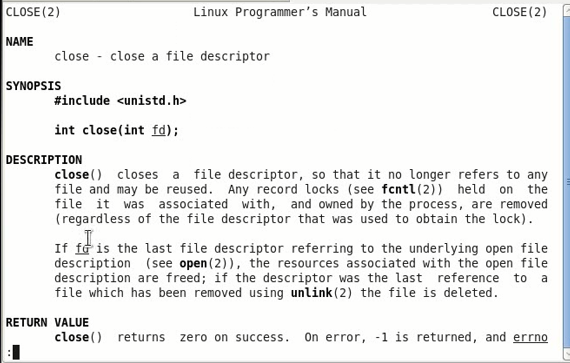 CLOSE(2) Linux Programmer’s Manual CLOSE(2)
NAME
close - close a file descriptor
SYNOPSIS
#include <unistd.h>
int close(int fd);
DESCRIPTION
close() closes a file descriptor, so that it no longer refers to any
file and may be reused. Any record locks (see fcntl(2)) held on the
file it was associated with, and owned by the process, are removed
(regardless of the file descriptor that was used to obtain the lock).
If fd is the last file descriptor referring to the underlying open file
description (see open(2)), the resources associated with the open file
description are freed; if the descriptor was the last reference to a
file which has been removed using unlink(2) the file is deleted.
RETURN VALUE
close() returns zero on success. On error, -1 is returned, and errno
: